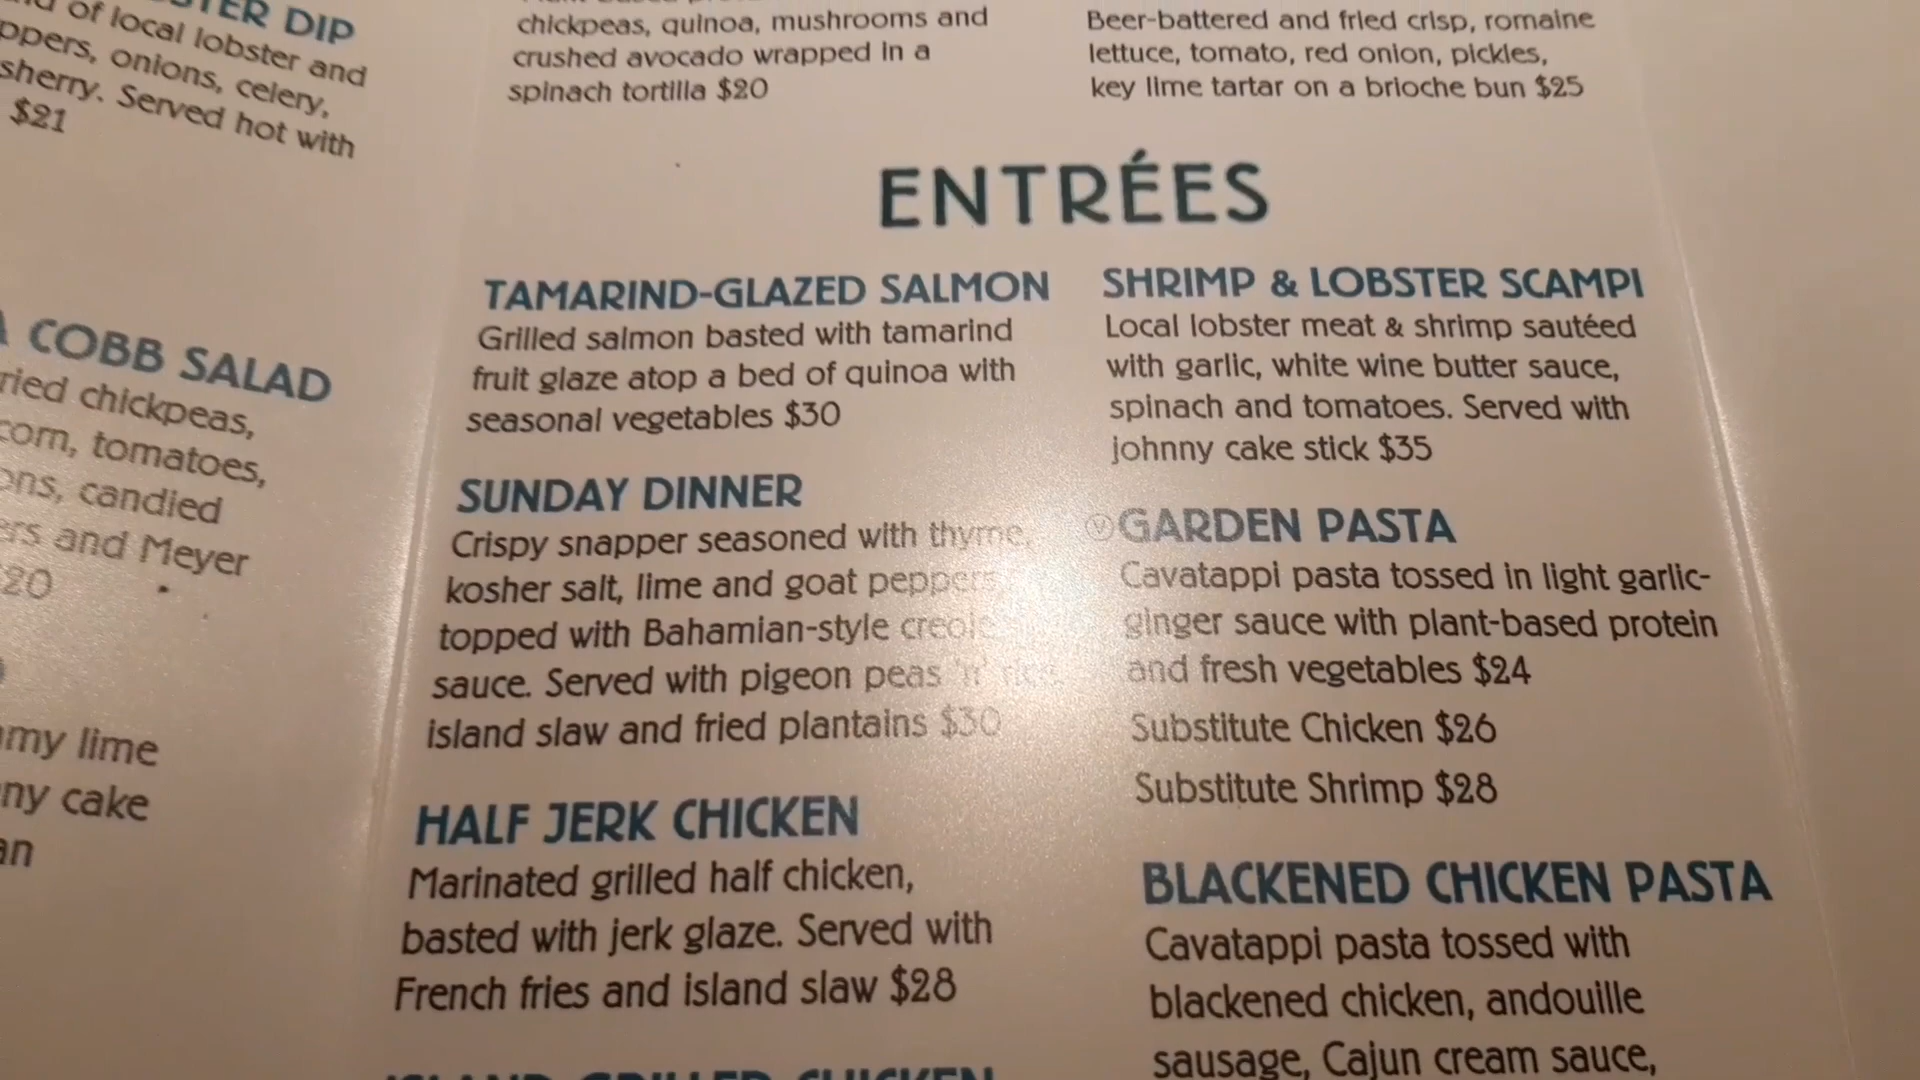 TER DIP
of local lobster and
onions, celery,
sherry. Served hot with
$21
COBB SALAD
chickpeas,
corn, tomatoes,
candied
and Meyer
lime
cake
chickpeas, quinoa, mushrooms and
crushed avocado wrapped in a
spinach tortilla $20
Beer-battered and fried crisp, romaine
lettuce, tomato, red onion, pickles,
key lime tartar on a brioche bun $25
ENTRÉES
TAMARIND-GLAZED SALMON
Grilled salmon basted with tamarind
fruit glaze atop a bed of quinoa with
seasonal vegetables $30
SUNDAY DINNER
Crispy snapper seasoned with thyme,
kosher salt, lime and goat peppers
topped with Bahamian-style creole
sauce. Served with pigeon peas 'n' rice,
island slaw and fried plantains $30
HALF JERK CHICKEN
Marinated grilled half chicken,
basted with jerk glaze. Served with
French fries and island slaw $28
ISLAND GRILLED CHICKEN
SHRIMP & LOBSTER SCAMPI
Local lobster meat & shrimp sautéed
with garlic, white wine butter sauce,
spinach and tomatoes. Served with
johnny cake stick $35
V GARDEN PASTA
Cavatappi pasta tossed in light garlic-
ginger sauce with plant-based protein
and fresh vegetables $24
Substitute Chicken $26
Substitute Shrimp $28
BLACKENED CHICKEN PASTA
Cavatappi pasta tossed with
blackened chicken, andouille
sausage, Cajun cream sauce,